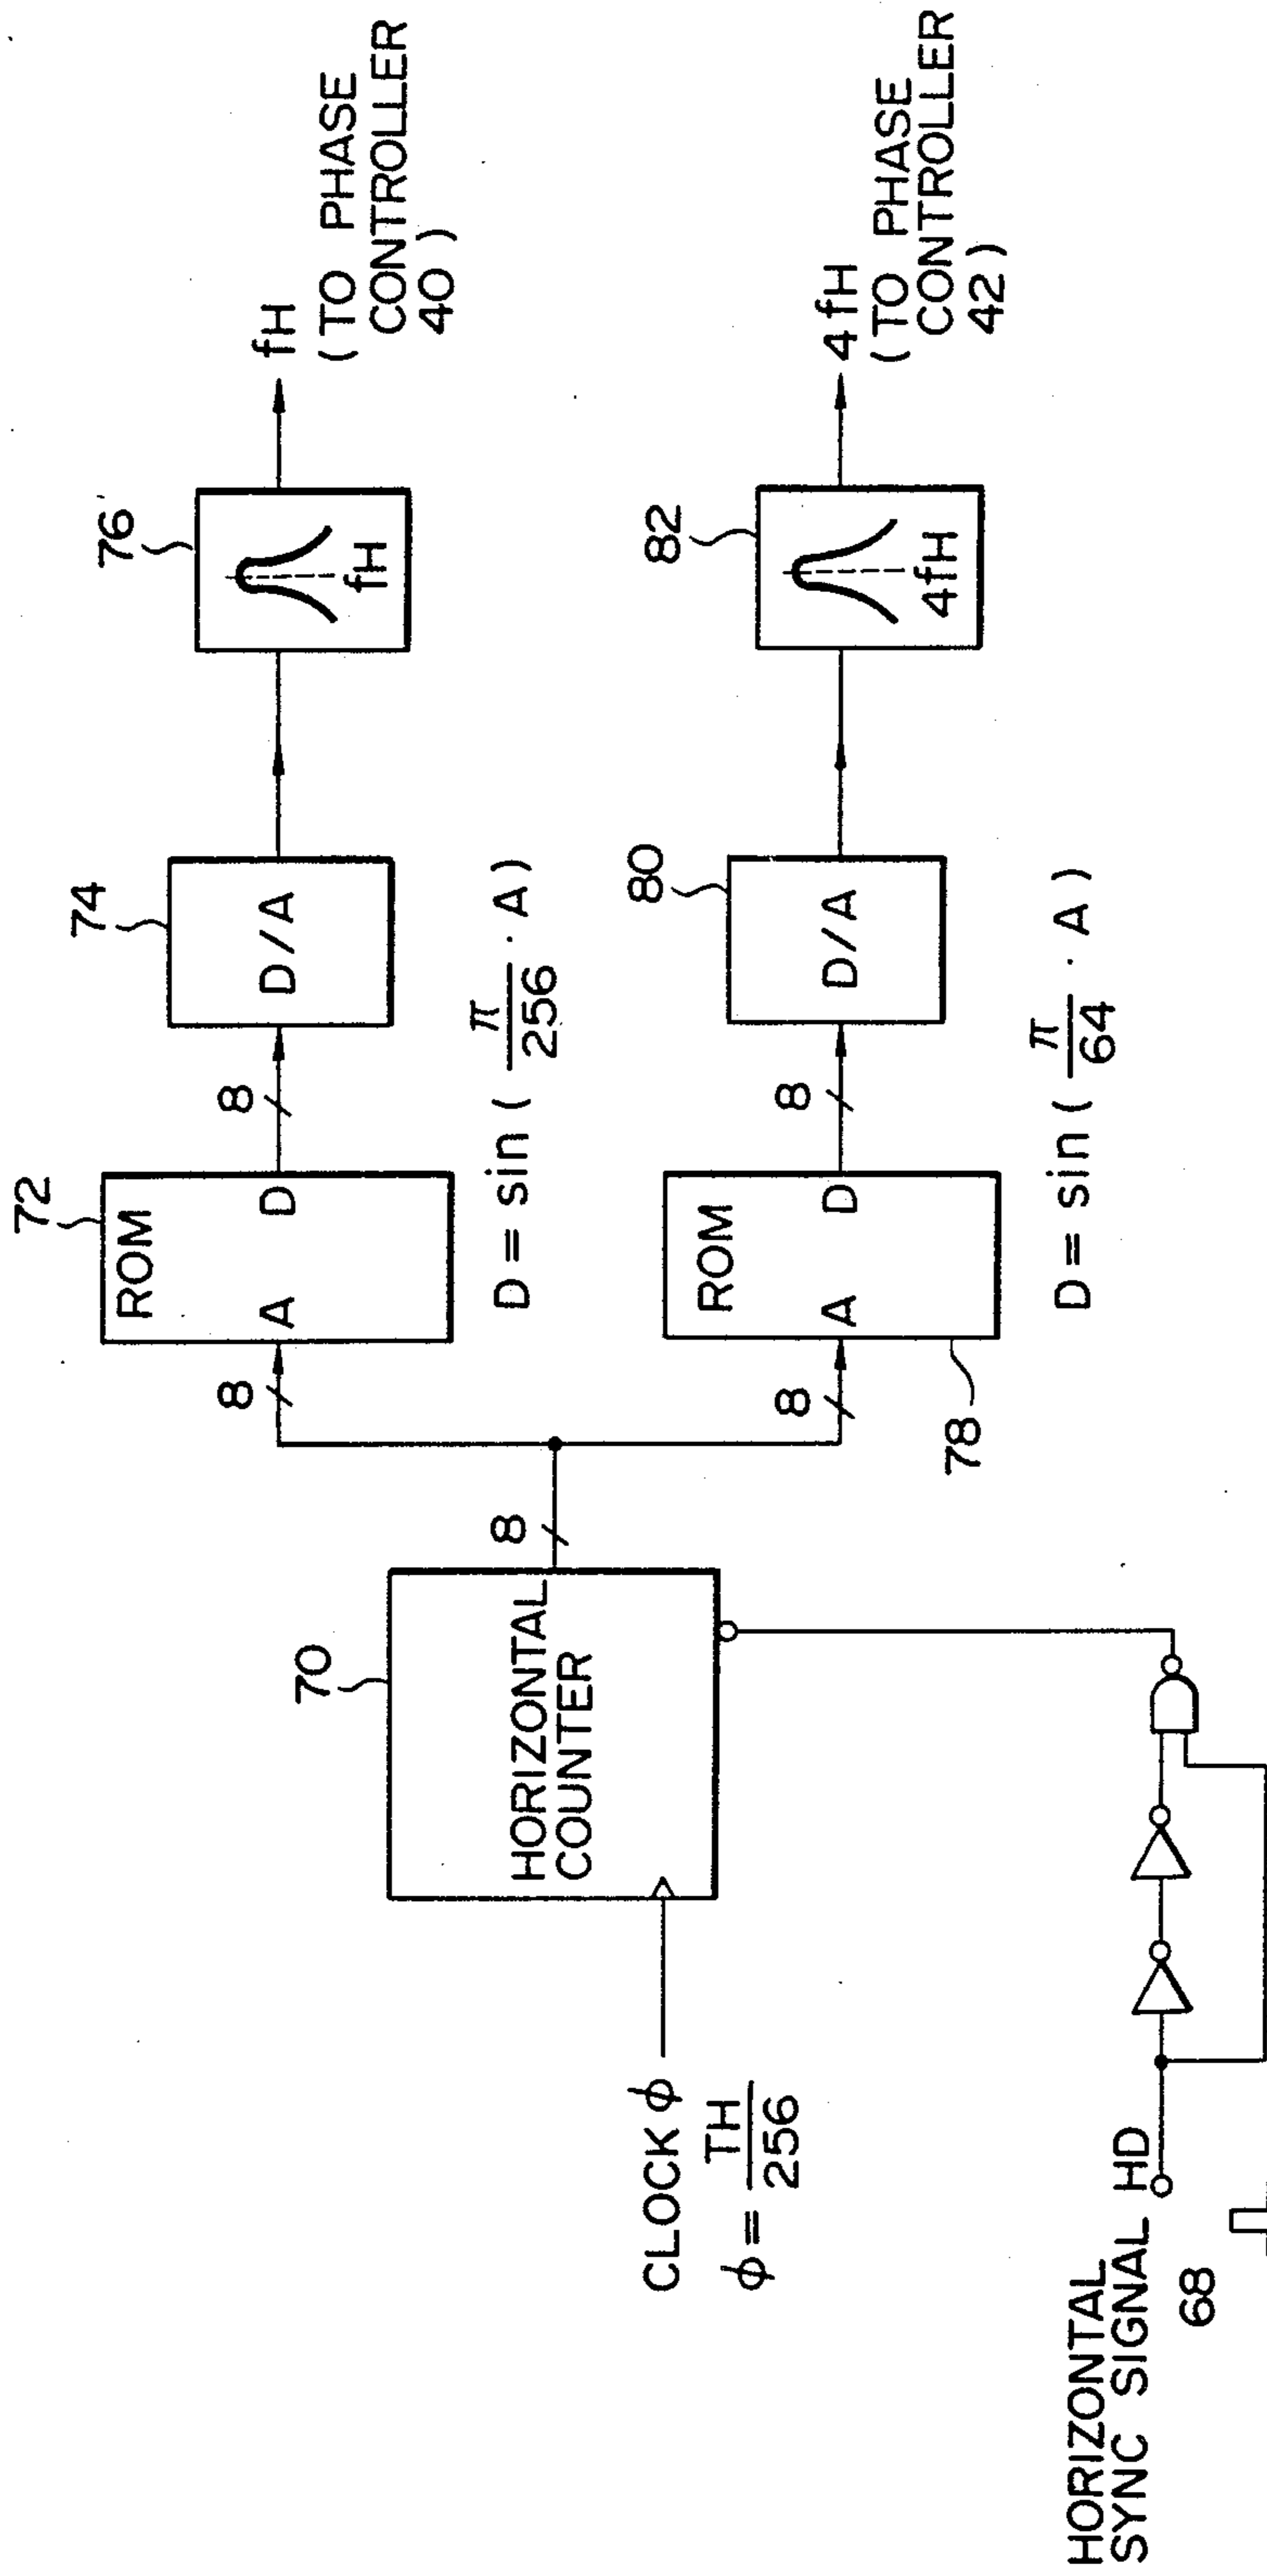 HORIZONTAL
SYNC SIGNAL HD
68
CLOCK ϕ
ϕ = TH / 256
70
HORIZONTAL
COUNTER
8
8
72
ROM
A D
D = sin ( π / 256 · A )
8
74
D/A
76
fH
fH
( TO PHASE
CONTROLLER
40 )
8
78
ROM
A D
D = sin ( π / 64 · A )
8
80
D/A
82
4fH
4fH
( TO PHASE
CONTROLLER
42 )